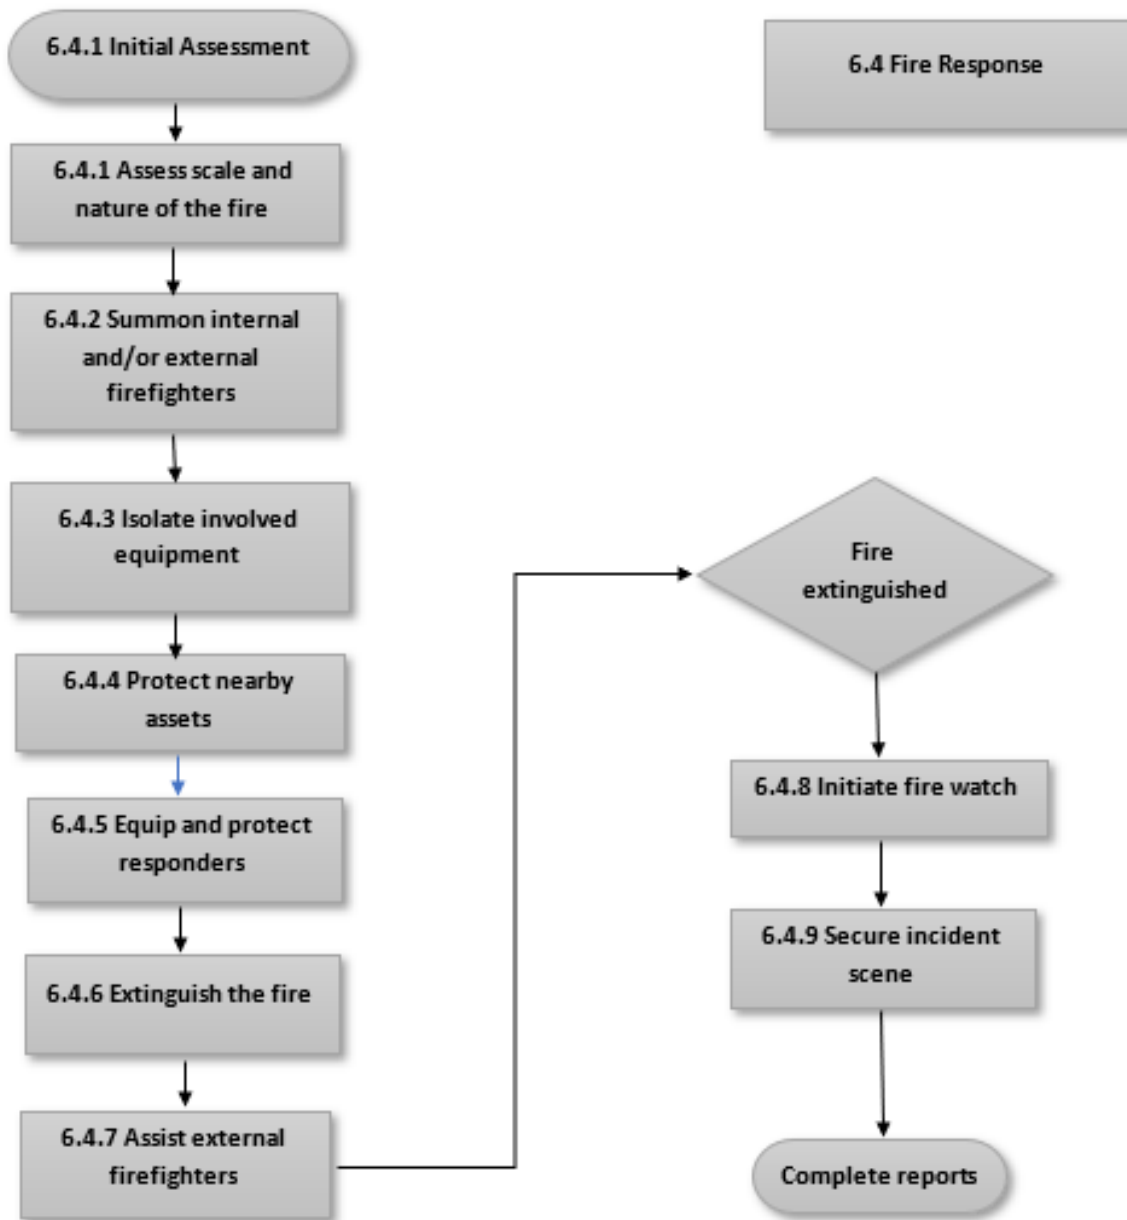 6.4.1 Initial Assessment
6.4 Fire Response
6.4.1 Assess scale and
nature of the fire
6.4.2 Summon internal
and/or external
firefighters
6.4.3 Isolate involved
equipment
6.4.4 Protect nearby
assets
6.4.5 Equip and protect
responders
6.4.6 Extinguish the fire
6.4.7 Assist external
firefighters
Fire
extinguished
6.4.8 Initiate fire watch
6.4.9 Secure incident
scene
Complete reports